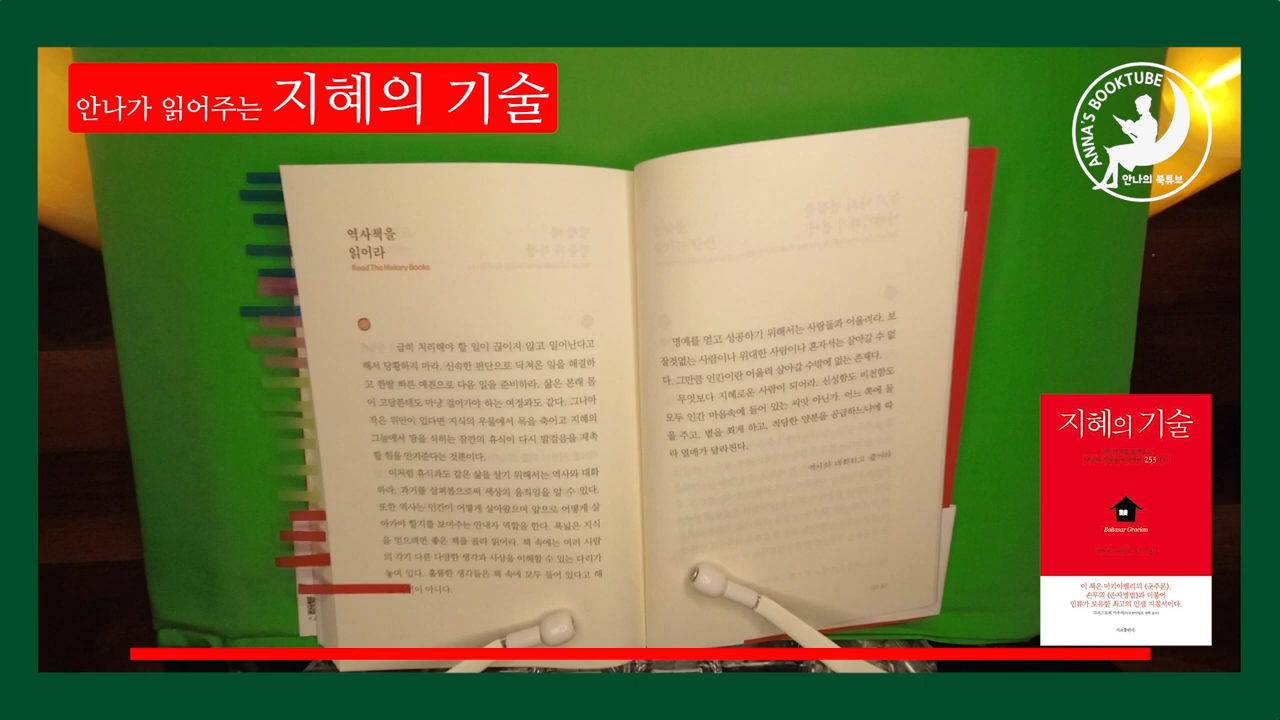 안나가 읽어주는 지혜의 기술
ANNA'S BOOKTUBE
안나의 북튜브
역사책을
읽어라
Read The History Books
급히 처리해야 할 일이 끊이지 않고 일어난다고
해서 당황하지 마라. 신속한 판단으로 닥쳐온 일을 해결하
고 한발 빠른 예견으로 다음 일을 준비하라. 삶은 본래 몸
이 고달픈데도 마냥 걸어가야 하는 여정과도 같다. 그나마
작은 위안이 있다면 지식의 우물에서 목을 축이고 지혜의
그늘에서 땀을 식히는 잠깐의 휴식이 다시 발걸음을 재촉
할 힘을 안겨준다는 것뿐이다.
이처럼 휴식과도 같은 삶을 살기 위해서는 역사와 대화
하라. 과거를 살펴봄으로써 세상의 움직임을 알 수 있다.
또한 역사는 인간이 어떻게 살아왔으며 앞으로 어떻게 살
아가야 할지를 보여주는 안내자 역할을 한다. 폭넓은 지식
을 얻으려면 좋은 책을 골라 읽어라. 책 속에는 여러 사람
의 각기 다른 다양한 생각과 사상을 이해할 수 있는 다리가
놓여 있다. 훌륭한 생각들은 책 속에 모두 들어 있다고 해
아니다.
명예를 얻고 성공하기 위해서는 사람들과 어울려라. 보
잘것없는 사람이나 위대한 사람이나 혼자서는 살아갈 수 없
다. 그만큼 인간이란 어울려 살아갈 수밖에 없는 존재다.
무엇보다 지혜로운 사람이 되어라. 신성함도 비천함도
모두 인간 마음속에 들어 있는 씨앗 아닌가. 어느 쪽에 물
을 주고, 볕을 쬐게 하고, 적당한 양분을 공급하느냐에 따
라 열매가 달라진다.
역사와 대화하고 즐겨라
지혜의 기술
253
Baltasar Gracian
이 책은 마키아벨리의 《군주론》,
손무의 《손자병법》과 더불어
인류가 보유한 최고의 인생 지침서이다.